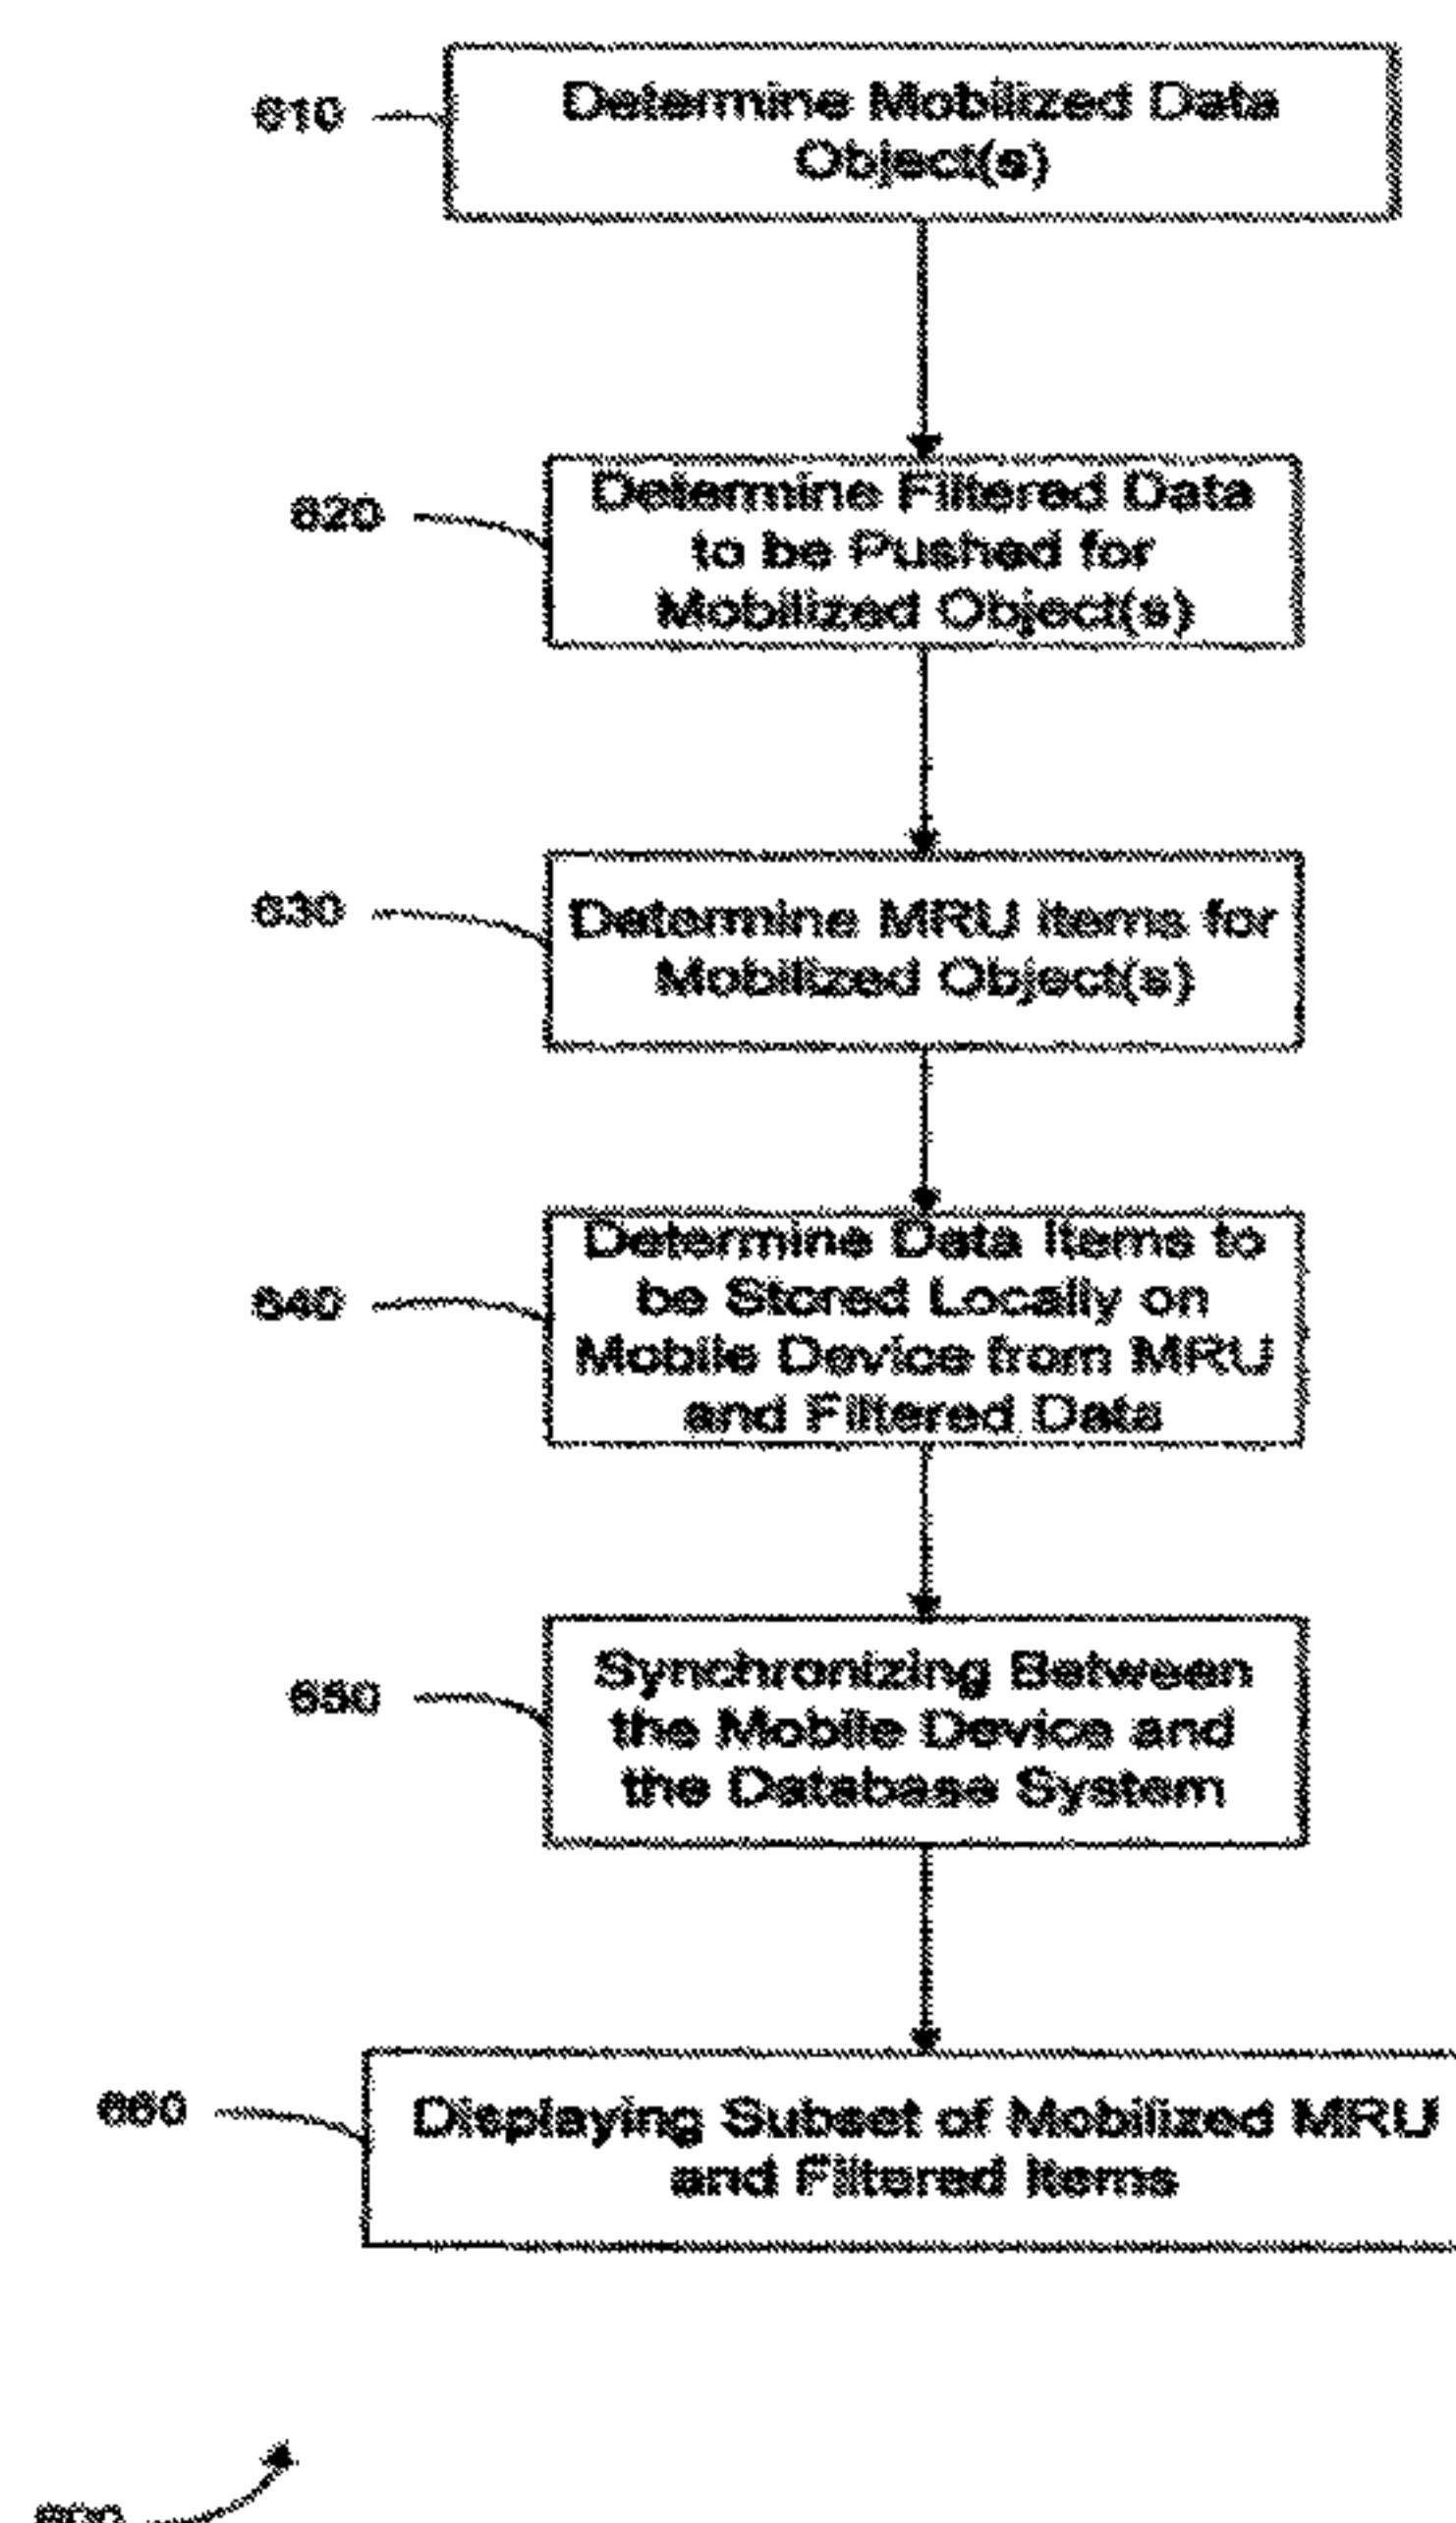 610
Determine Mobilized Data
Object(s)
620
Determine Filtered Data
to be Pushed for
Mobilized Object(s)
630
Determine MRU items for
Mobilized Object(s)
640
Determine Data Items to
be Stored Locally on
Mobile Device from MRU
and Filtered Data
650
Synchronizing Between
the Mobile Device and
the Database System
660
Displaying Subset of Mobilized MRU
and Filtered Items